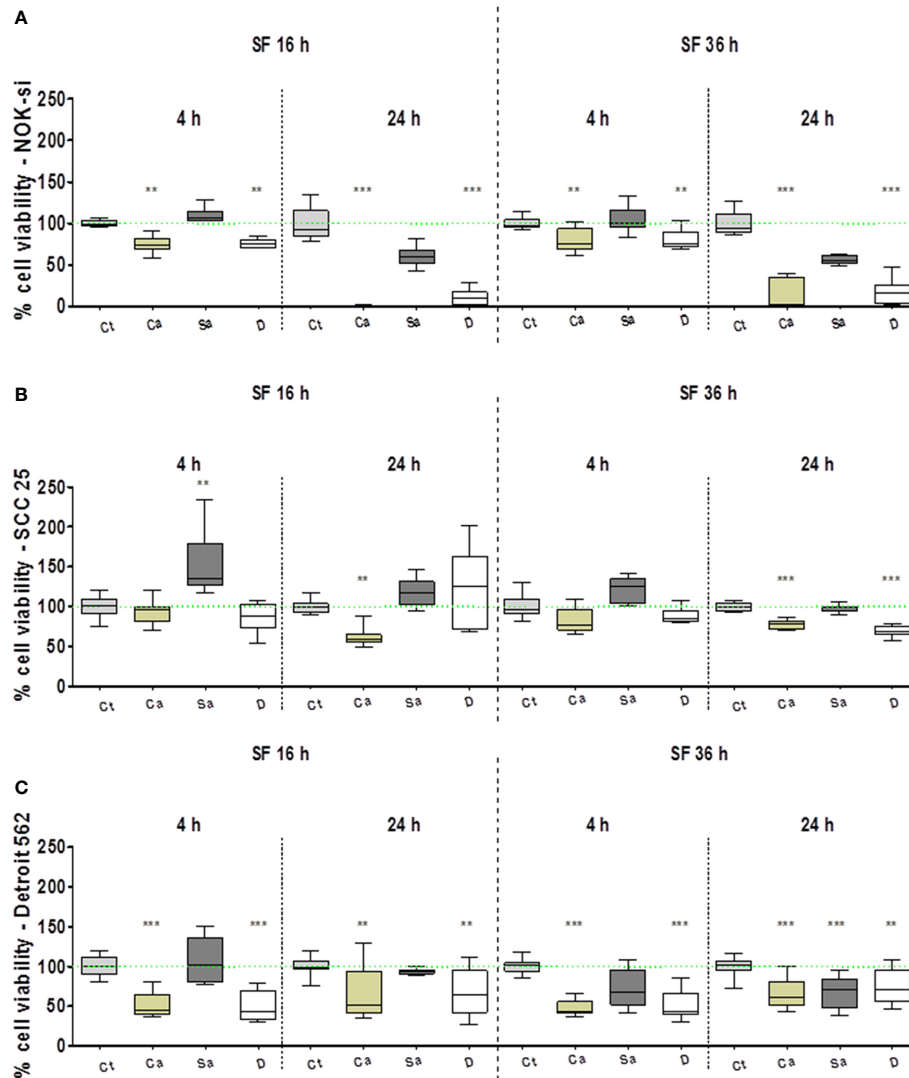 A
SF 16 h SF 36 h
4 h 24 h 4 h 24 h
% cell viability - NOK-si
250
200
150
100
50
0
** ** *** *** ** ** *** ***
Ct Ca Sa D Ct Ca Sa D Ct Ca Sa D Ct Ca Sa D
B
SF 16 h SF 36 h
4 h 24 h 4 h 24 h
% cell viability - SCC 25
250
200
150
100
50
0
** ** *** ***
Ct Ca Sa D Ct Ca Sa D Ct Ca Sa D Ct Ca Sa D
SF 16 h SF 36 h
C
4 h 24 h 4 h 24 h
% cell viability - Detroit 562
250
200
150
100
50
0
*** *** ** ** *** *** *** *** **
Ct Ca Sa D Ct Ca Sa D Ct Ca Sa D Ct Ca Sa D